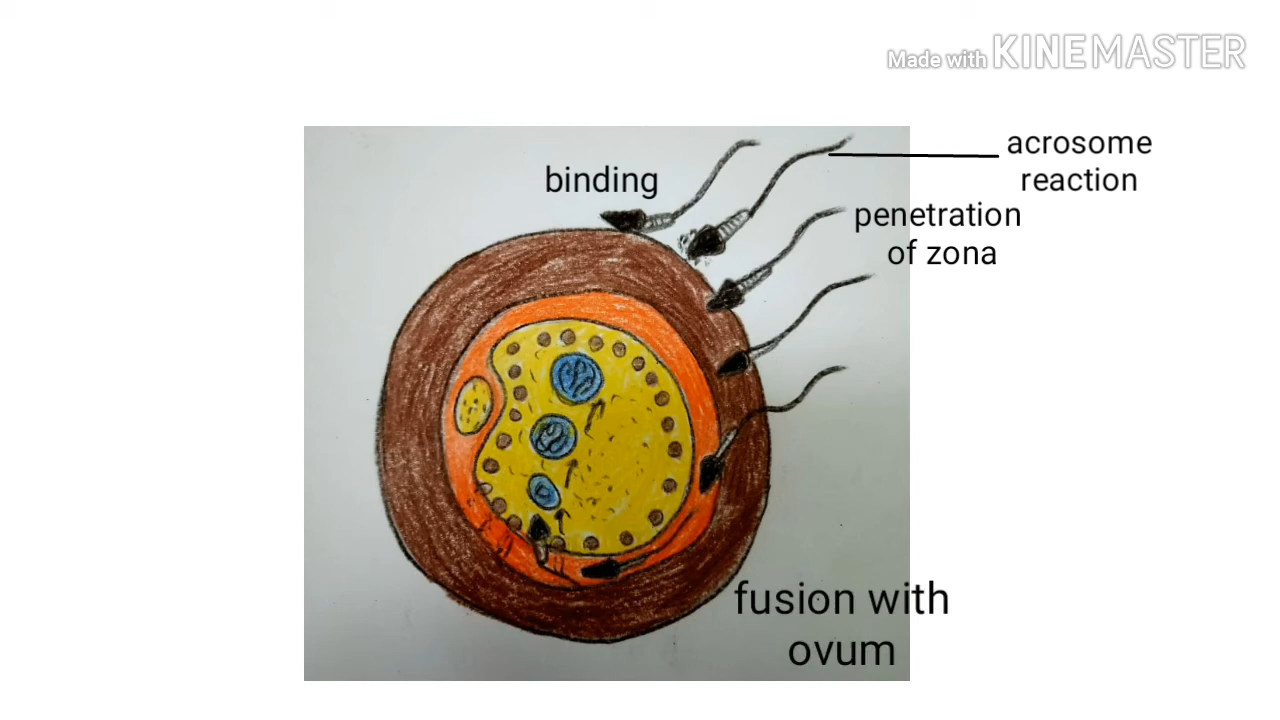 Made with KINEMASTER
acrosome
reaction
binding
penetration
of zona
fusion with
ovum